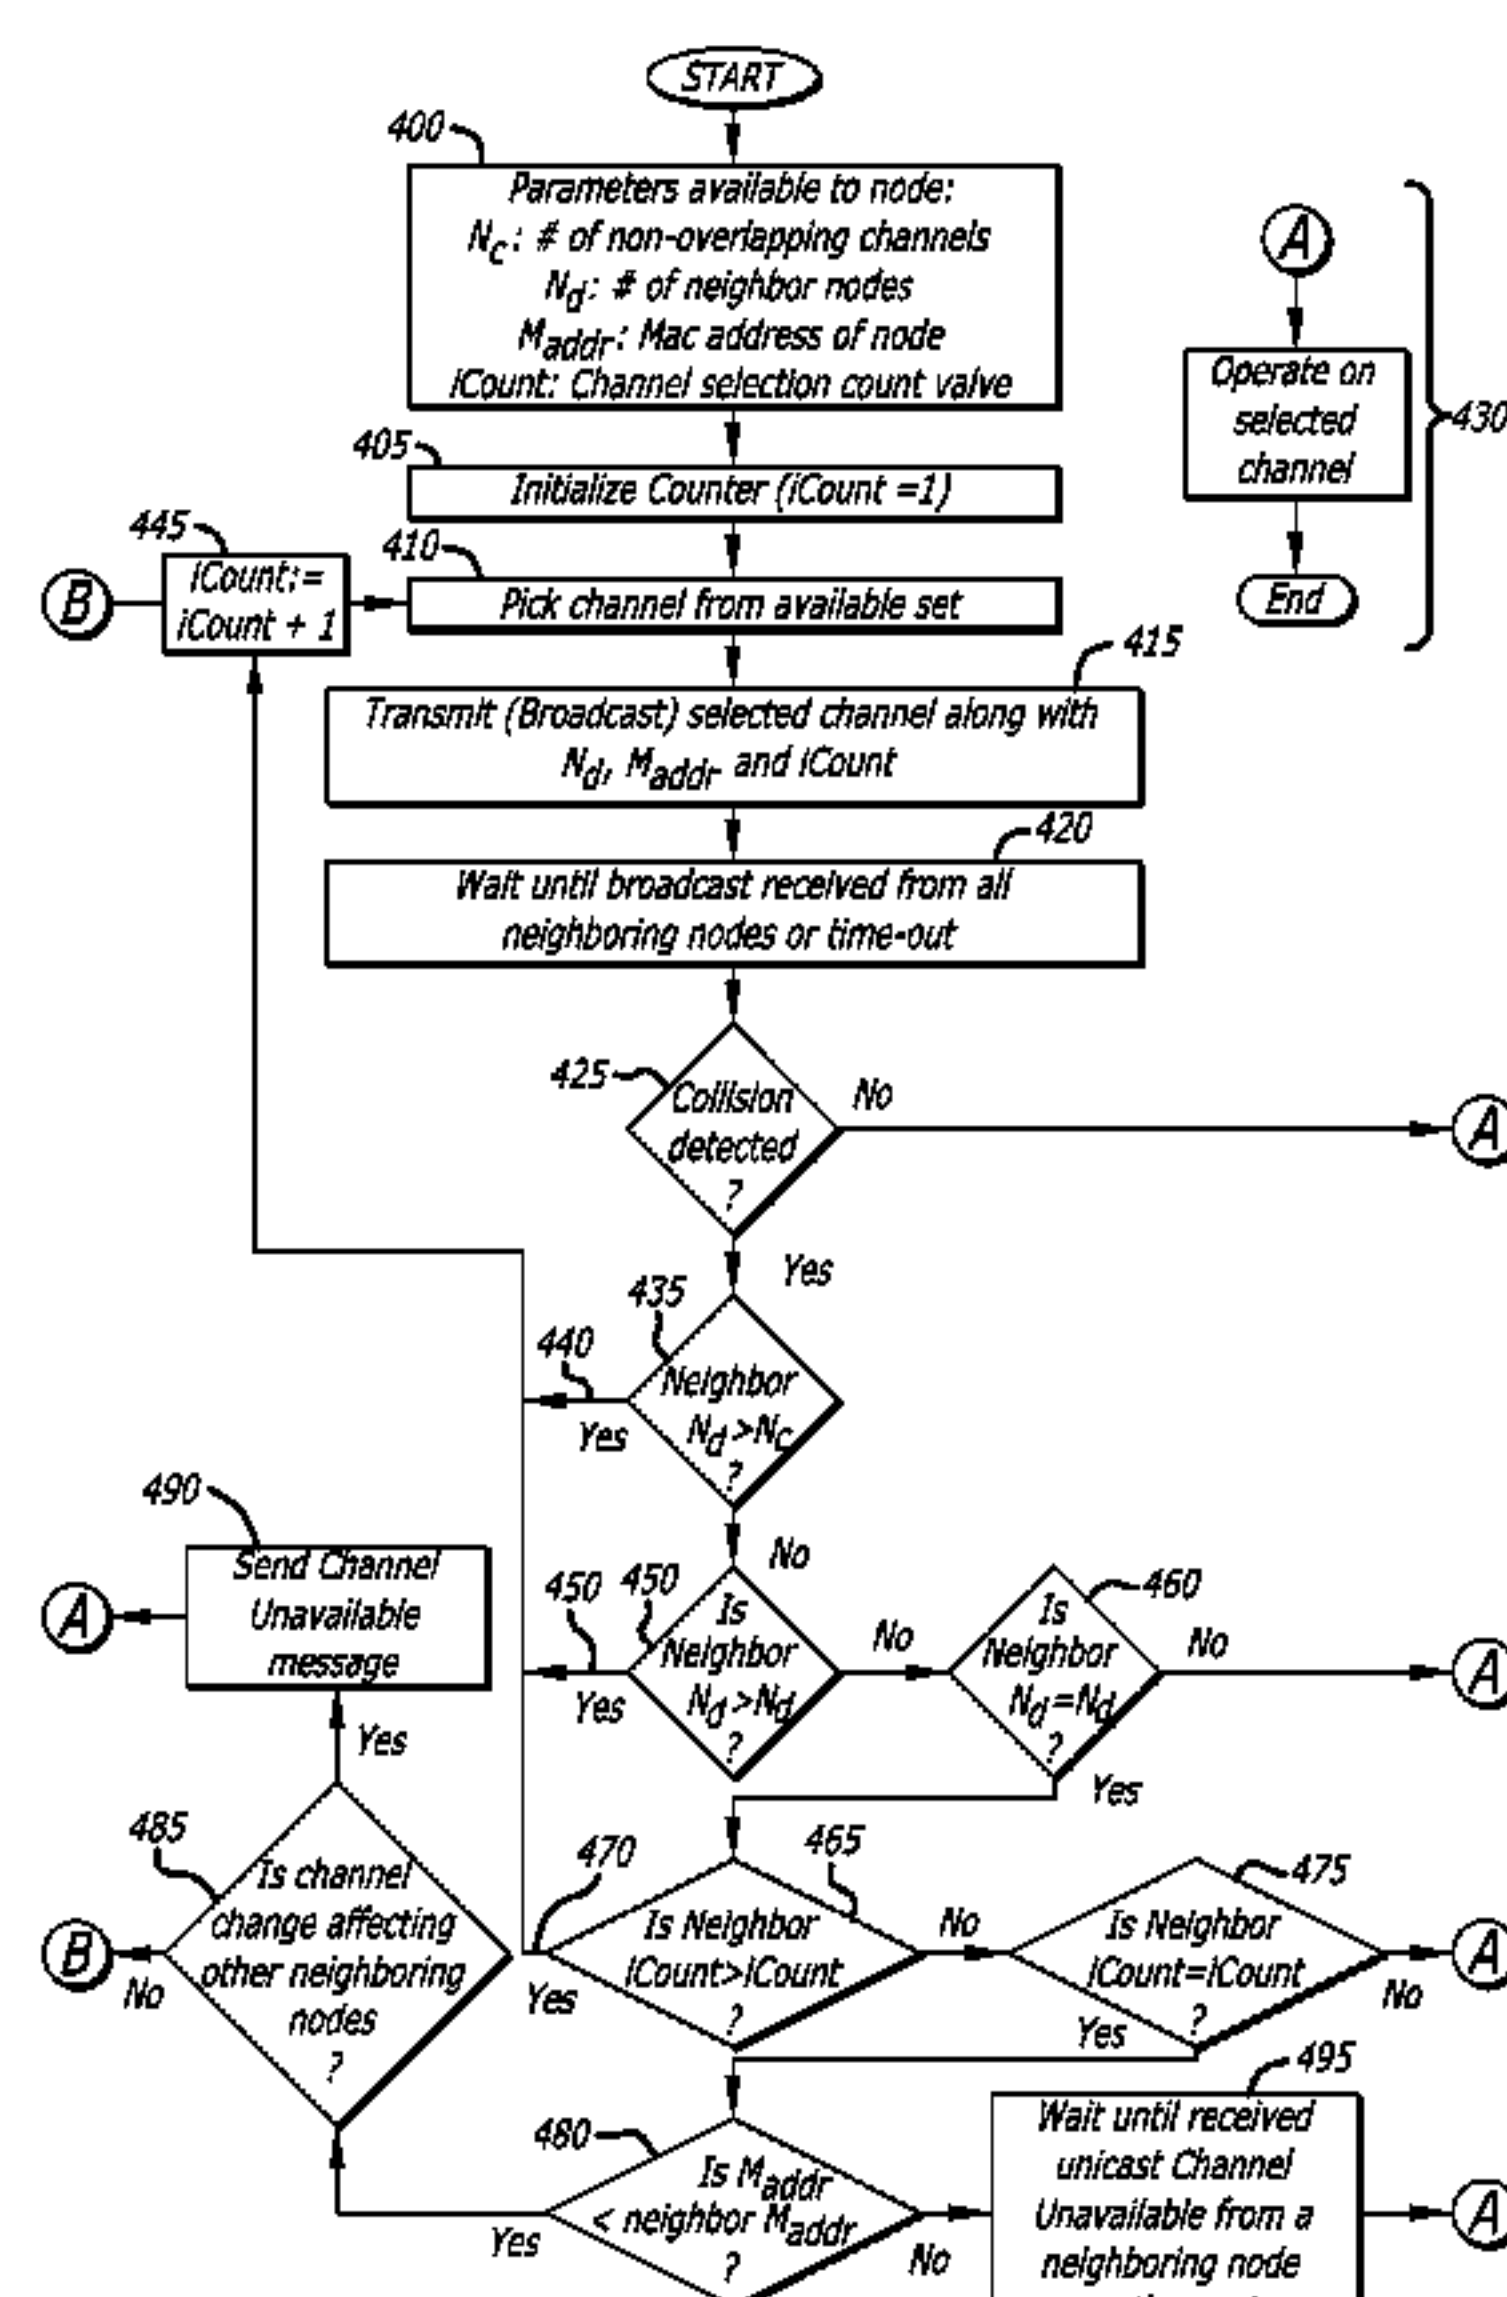 START
400
Parameters available to node:
Nc: # of non-overlapping channels
Nd: # of neighbor nodes
Maddr: Mac address of node
iCount: Channel selection count valve
A
Operate on
selected
channel
End
430
405
Initialize Counter (iCount =1)
445
B
iCount:=
iCount + 1
410
Pick channel from available set
415
Transmit (Broadcast) selected channel along with
Nd, Maddr and iCount
420
Wait until broadcast received from all
neighboring nodes or time-out
425
Collision
detected
?
No
A
Yes
435
440
Neighbor
Nd >Nc
?
Yes
No
490
Send Channel
Unavailable
message
A
Yes
450
450
Is
Neighbor
Nd >Nd
?
Yes
No
460
Is
Neighbor
Nd =Nd
?
No
A
Yes
485
Is channel
change affecting
other neighboring
nodes
?
B
No
470
465
Is Neighbor
iCount>iCount
?
Yes
No
475
Is Neighbor
iCount=iCount
?
No
A
Yes
480
Is Maddr
< neighbor Maddr
?
Yes
No
495
Wait until received
unicast Channel
Unavailable from a
neighboring node
A